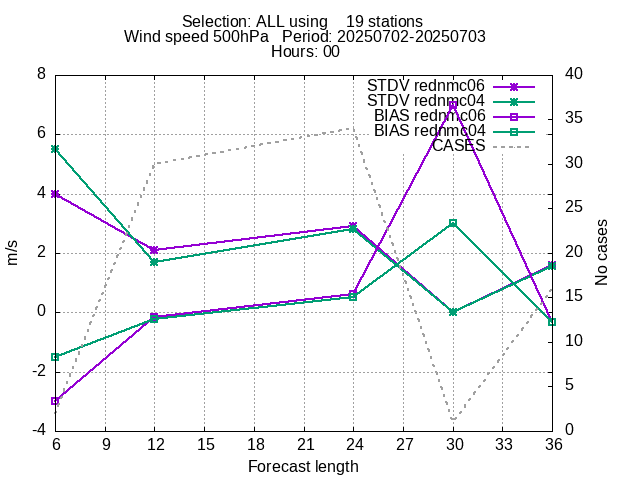 Selection: ALL using    19 stations
Wind speed 500hPa   Period: 20250702-20250703
Hours: 00
STDV rednmc06
STDV rednmc04
BIAS rednmc06
BIAS rednmc04
CASES
8
6
4
2
0
-2
-4
m/s
40
35
30
25
20
15
10
5
0
No cases
6 9 12 15 18 21 24 27 30 33 36
Forecast length